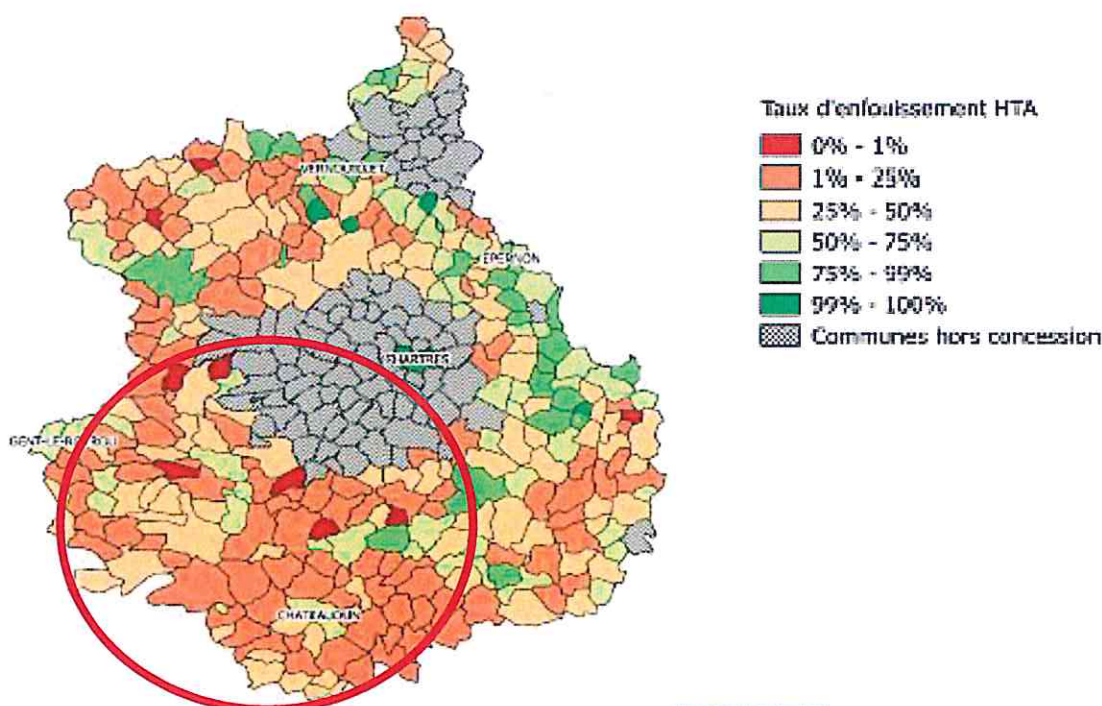 Taux d'enfouissement HTA
0% - 1%
1% - 25%
25% - 50%
50% - 75%
75% - 99%
99% - 100%
Communes hors concession
VERNOUILLET
EPERNON
CHARTRES
CHATEAUDUN